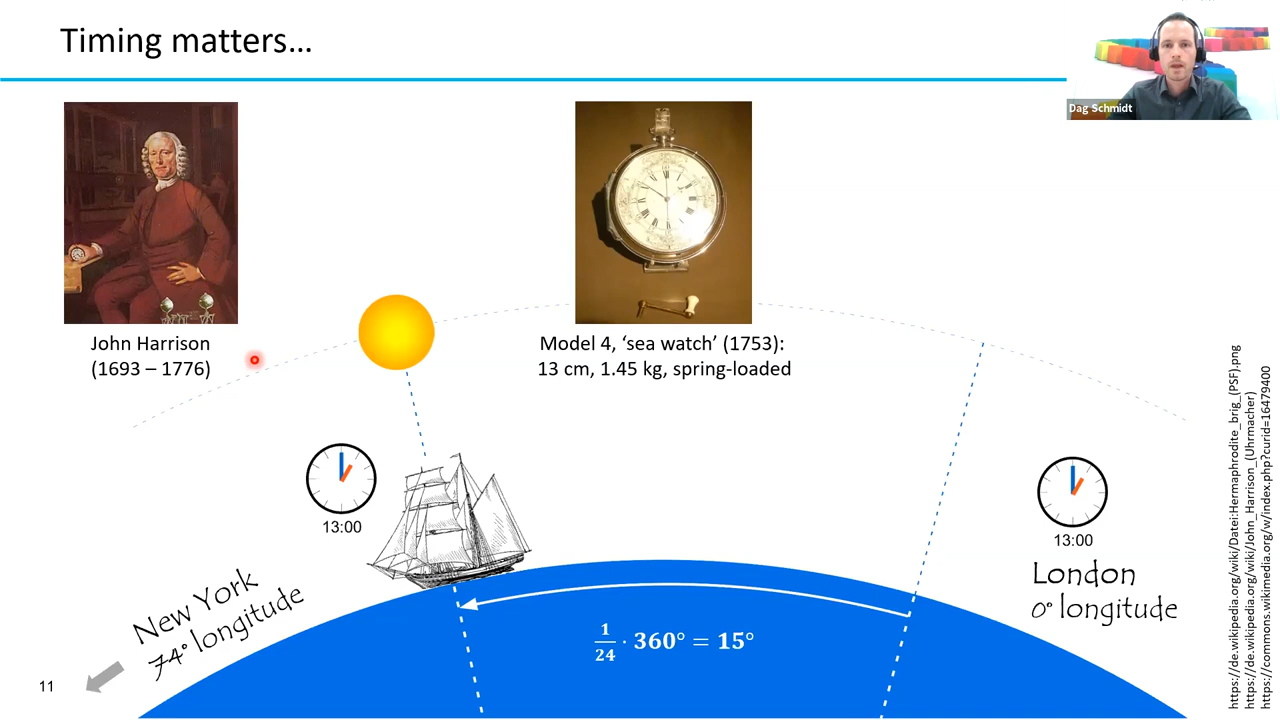 Timing matters…
Dag Schmidt
John Harrison
(1693 – 1776)
Model 4, ‘sea watch’ (1753):
13 cm, 1.45 kg, spring-loaded
13:00
13:00
New York
74° longitude
London
0° longitude
1/24 · 360° = 15°
11
https://de.wikipedia.org/wiki/Datei:Hermaphrodite_brig_(PSF).png
https://de.wikipedia.org/wiki/John_Harrison_(Uhrmacher)
https://commons.wikimedia.org/w/index.php?curid=16479400